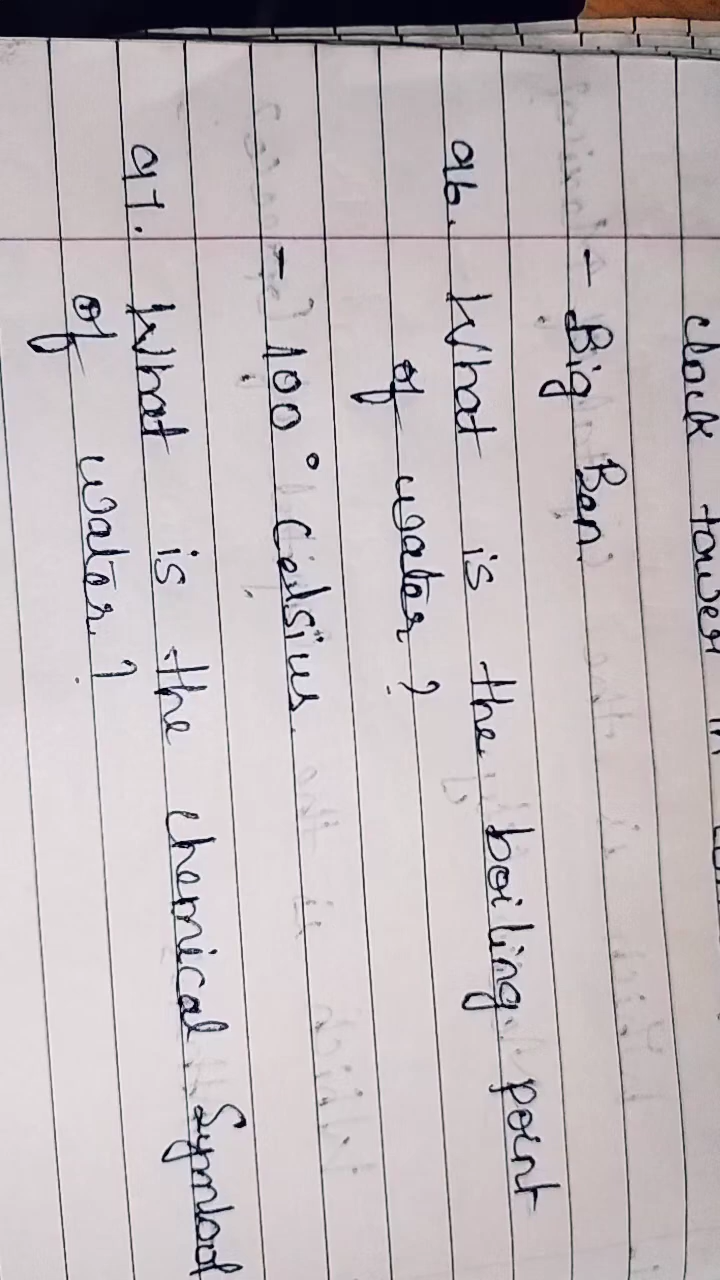 clock tower in
- Big Ben.
96. What is the boiling point
of water?
- 100° Celsius.
97. What is the chemical Symbol
of water?